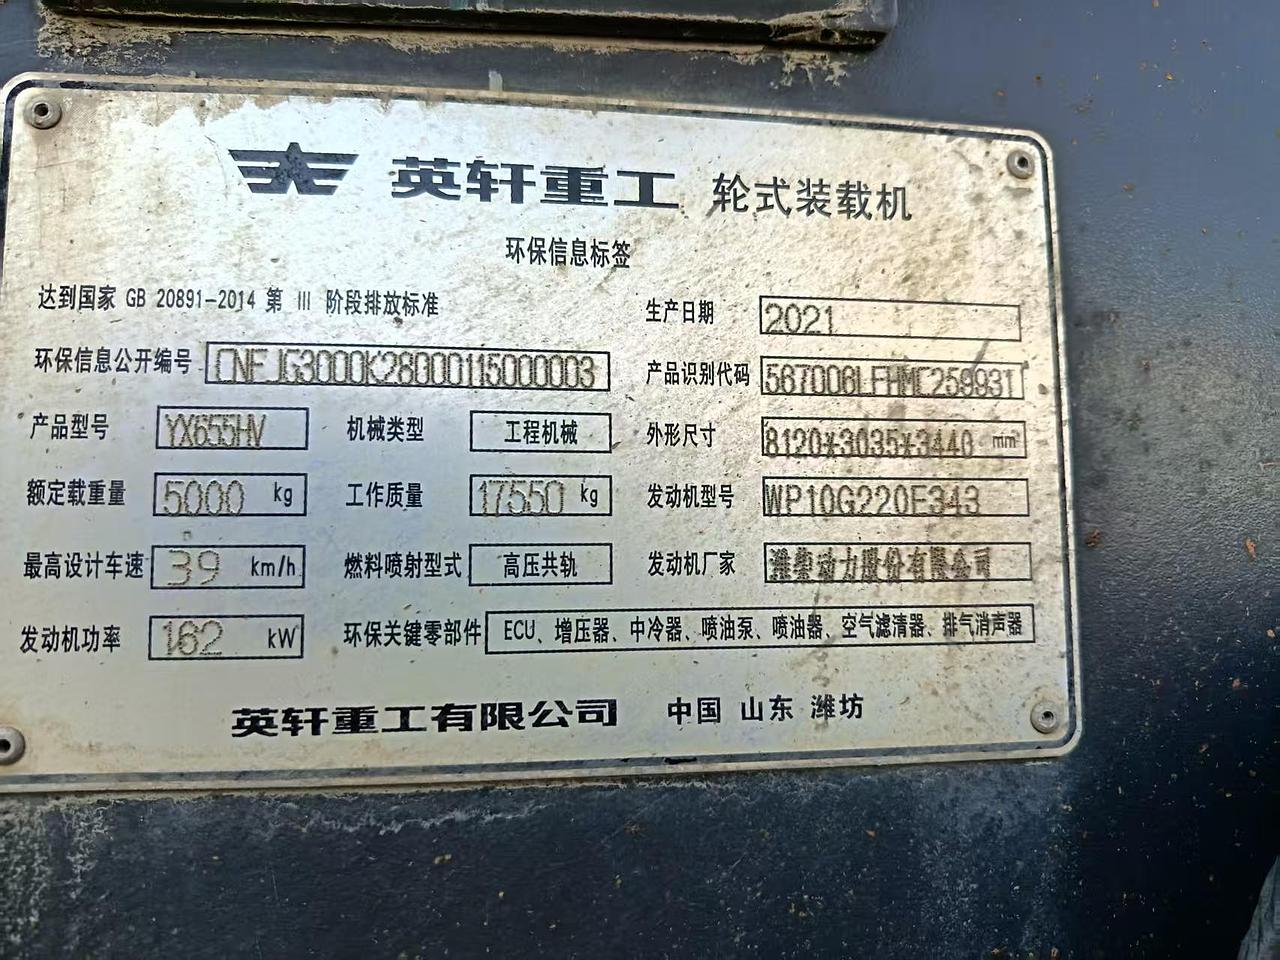 英轩重工 轮式装载机
环保信息标签
达到国家 GB 20891-2014 第 III 阶段排放标准
生产日期 2021
环保信息公开编号 CNFJG3000K28000115000003
产品识别代码 567006LFHMC259931
产品型号 YX655HV 机械类型 工程机械 外形尺寸 8120*3035*3440 mm
额定载重量 5000 kg 工作质量 17550 kg 发动机型号 WP10G220E343
最高设计车速 39 km/h 燃料喷射型式 高压共轨 发动机厂家 潍柴动力股份有限公司
发动机功率 162 kW 环保关键零部件 ECU、增压器、中冷器、喷油泵、喷油器、空气滤清器、排气消声器
英轩重工有限公司 中国 山东 潍坊